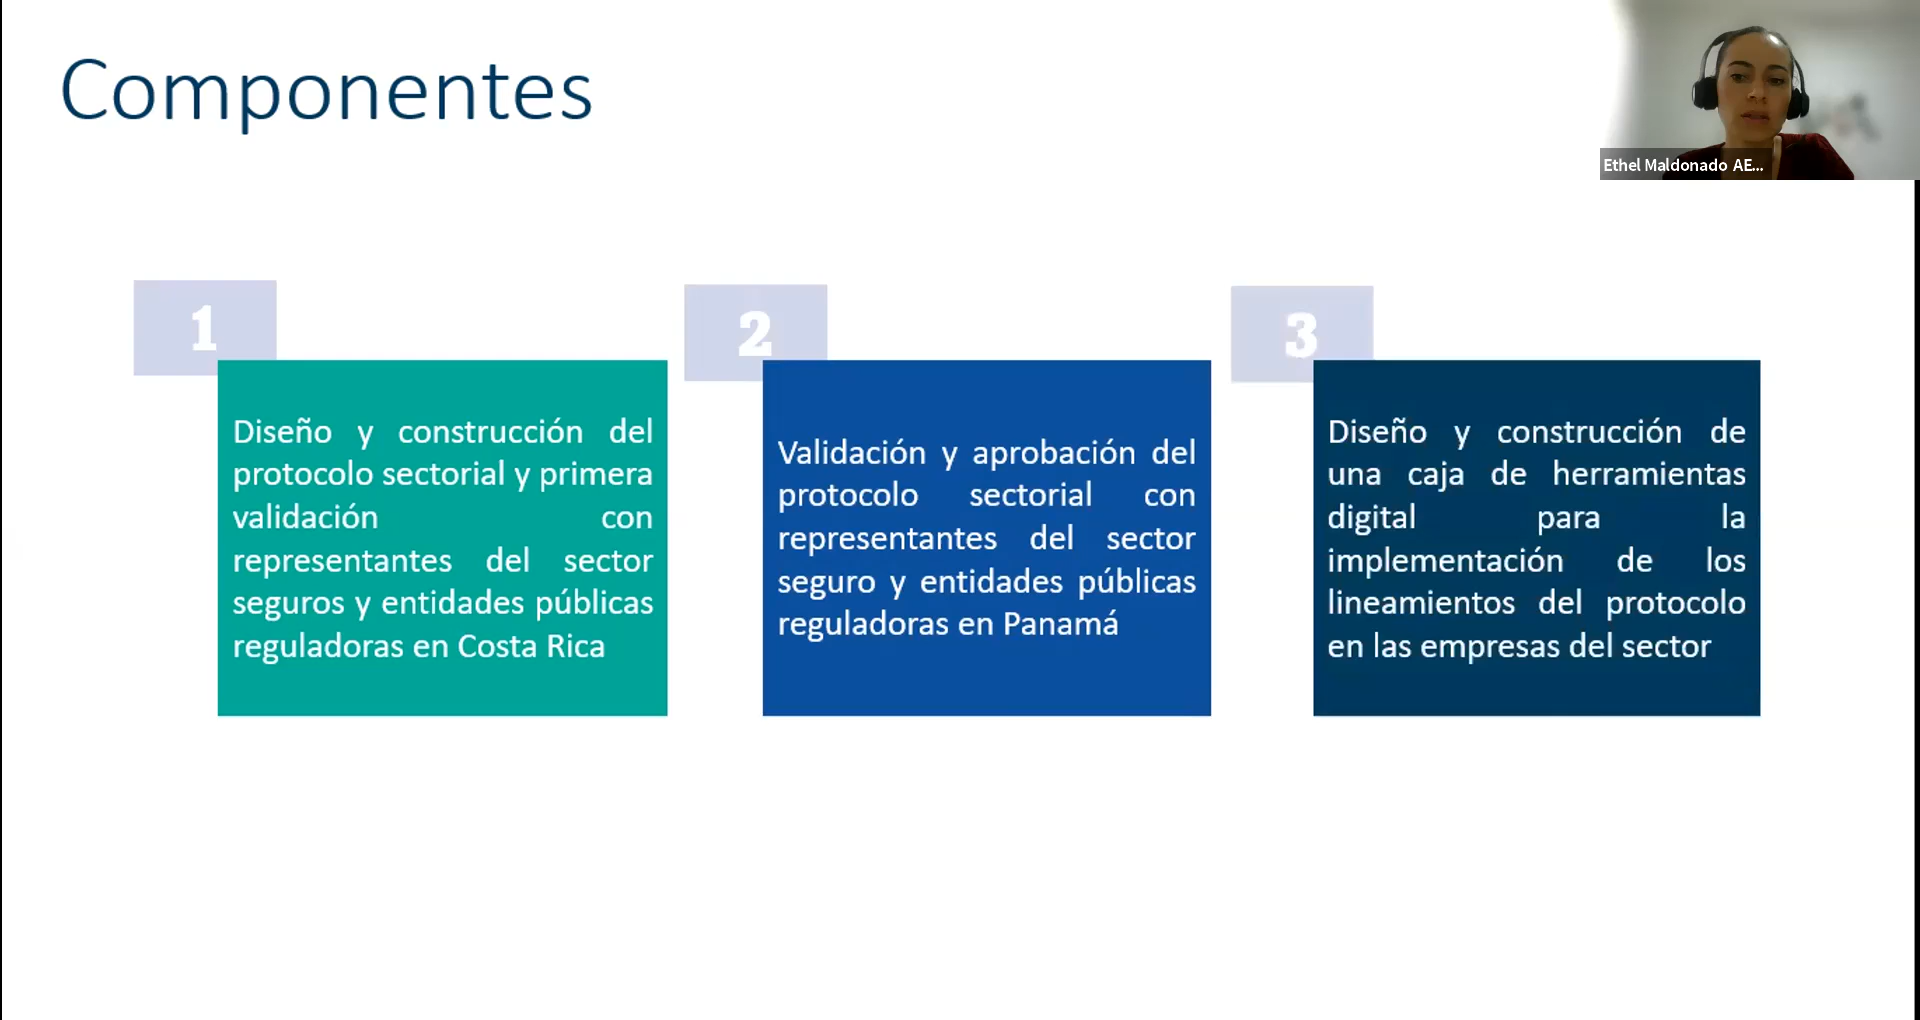 Componentes
Ethel Maldonado AE...
1
Diseño y construcción del
protocolo sectorial y primera
validación con
representantes del sector
seguros y entidades públicas
reguladoras en Costa Rica
2
Validación y aprobación del
protocolo sectorial con
representantes del sector
seguro y entidades públicas
reguladoras en Panamá
3
Diseño y construcción de
una caja de herramientas
digital para la
implementación de los
lineamientos del protocolo
en las empresas del sector